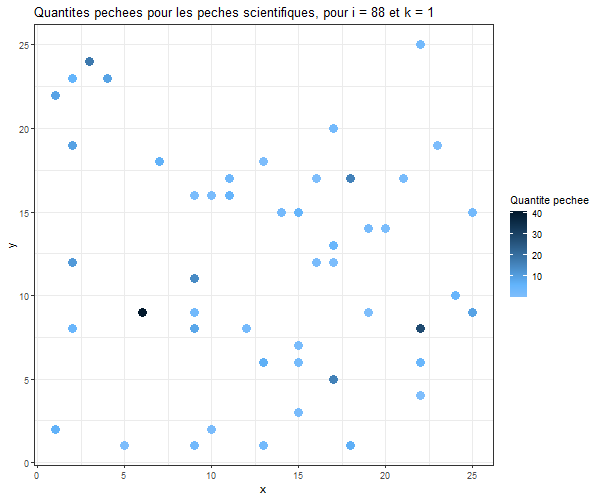 Quantites pechees pour les peches scientifiques, pour i = 88 et k = 1
25
20
15
10
5
0
y
0 5 10 15 20 25
x
Quantite pechee
40
30
20
10